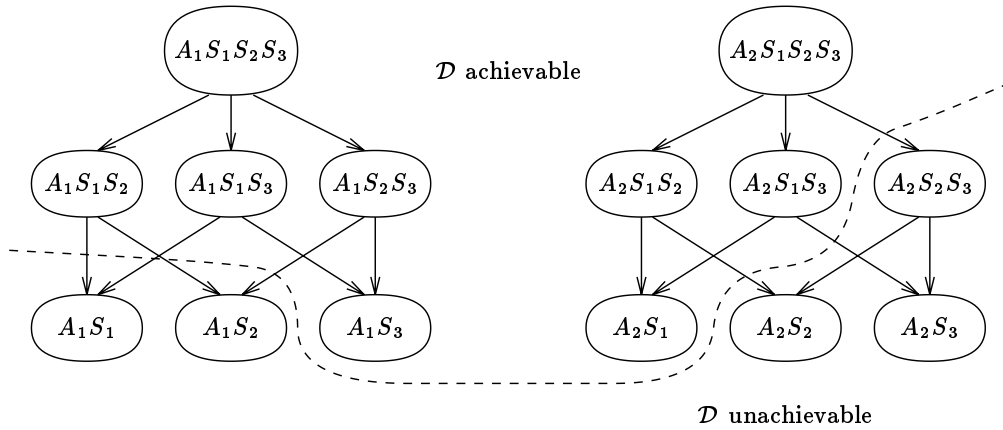 A₁S₁S₂S₃
A₂S₁S₂S₃
𝒟 achievable
A₁S₁S₂
A₁S₁S₃
A₁S₂S₃
A₂S₁S₂
A₂S₁S₃
A₂S₂S₃
A₁S₁
A₁S₂
A₁S₃
A₂S₁
A₂S₂
A₂S₃
𝒟 unachievable